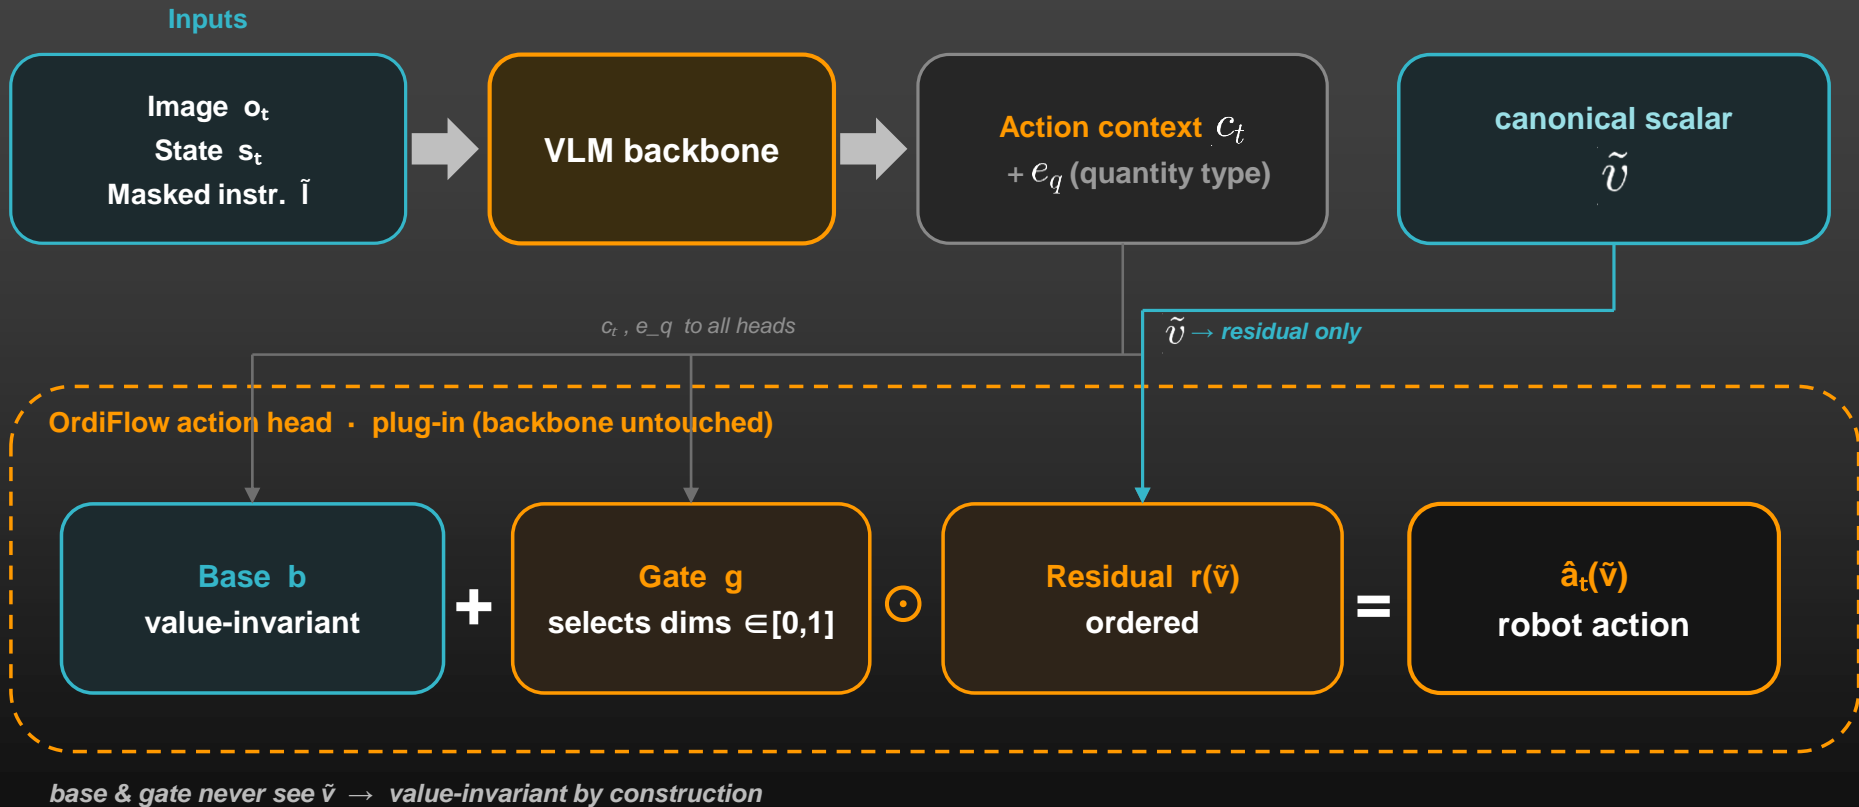 Inputs
Image oₜ
State sₜ
Masked instr. l̃
VLM backbone
Action context c_t
+ e_q (quantity type)
canonical scalar
ṽ
cₜ , e_q to all heads
ṽ → residual only
OrdiFlow action head · plug-in (backbone untouched)
Base b
value-invariant
+
Gate g
selects dims ∈[0,1]
⊙
Residual r(ṽ)
ordered
=
âₜ(ṽ)
robot action
base & gate never see ṽ → value-invariant by construction